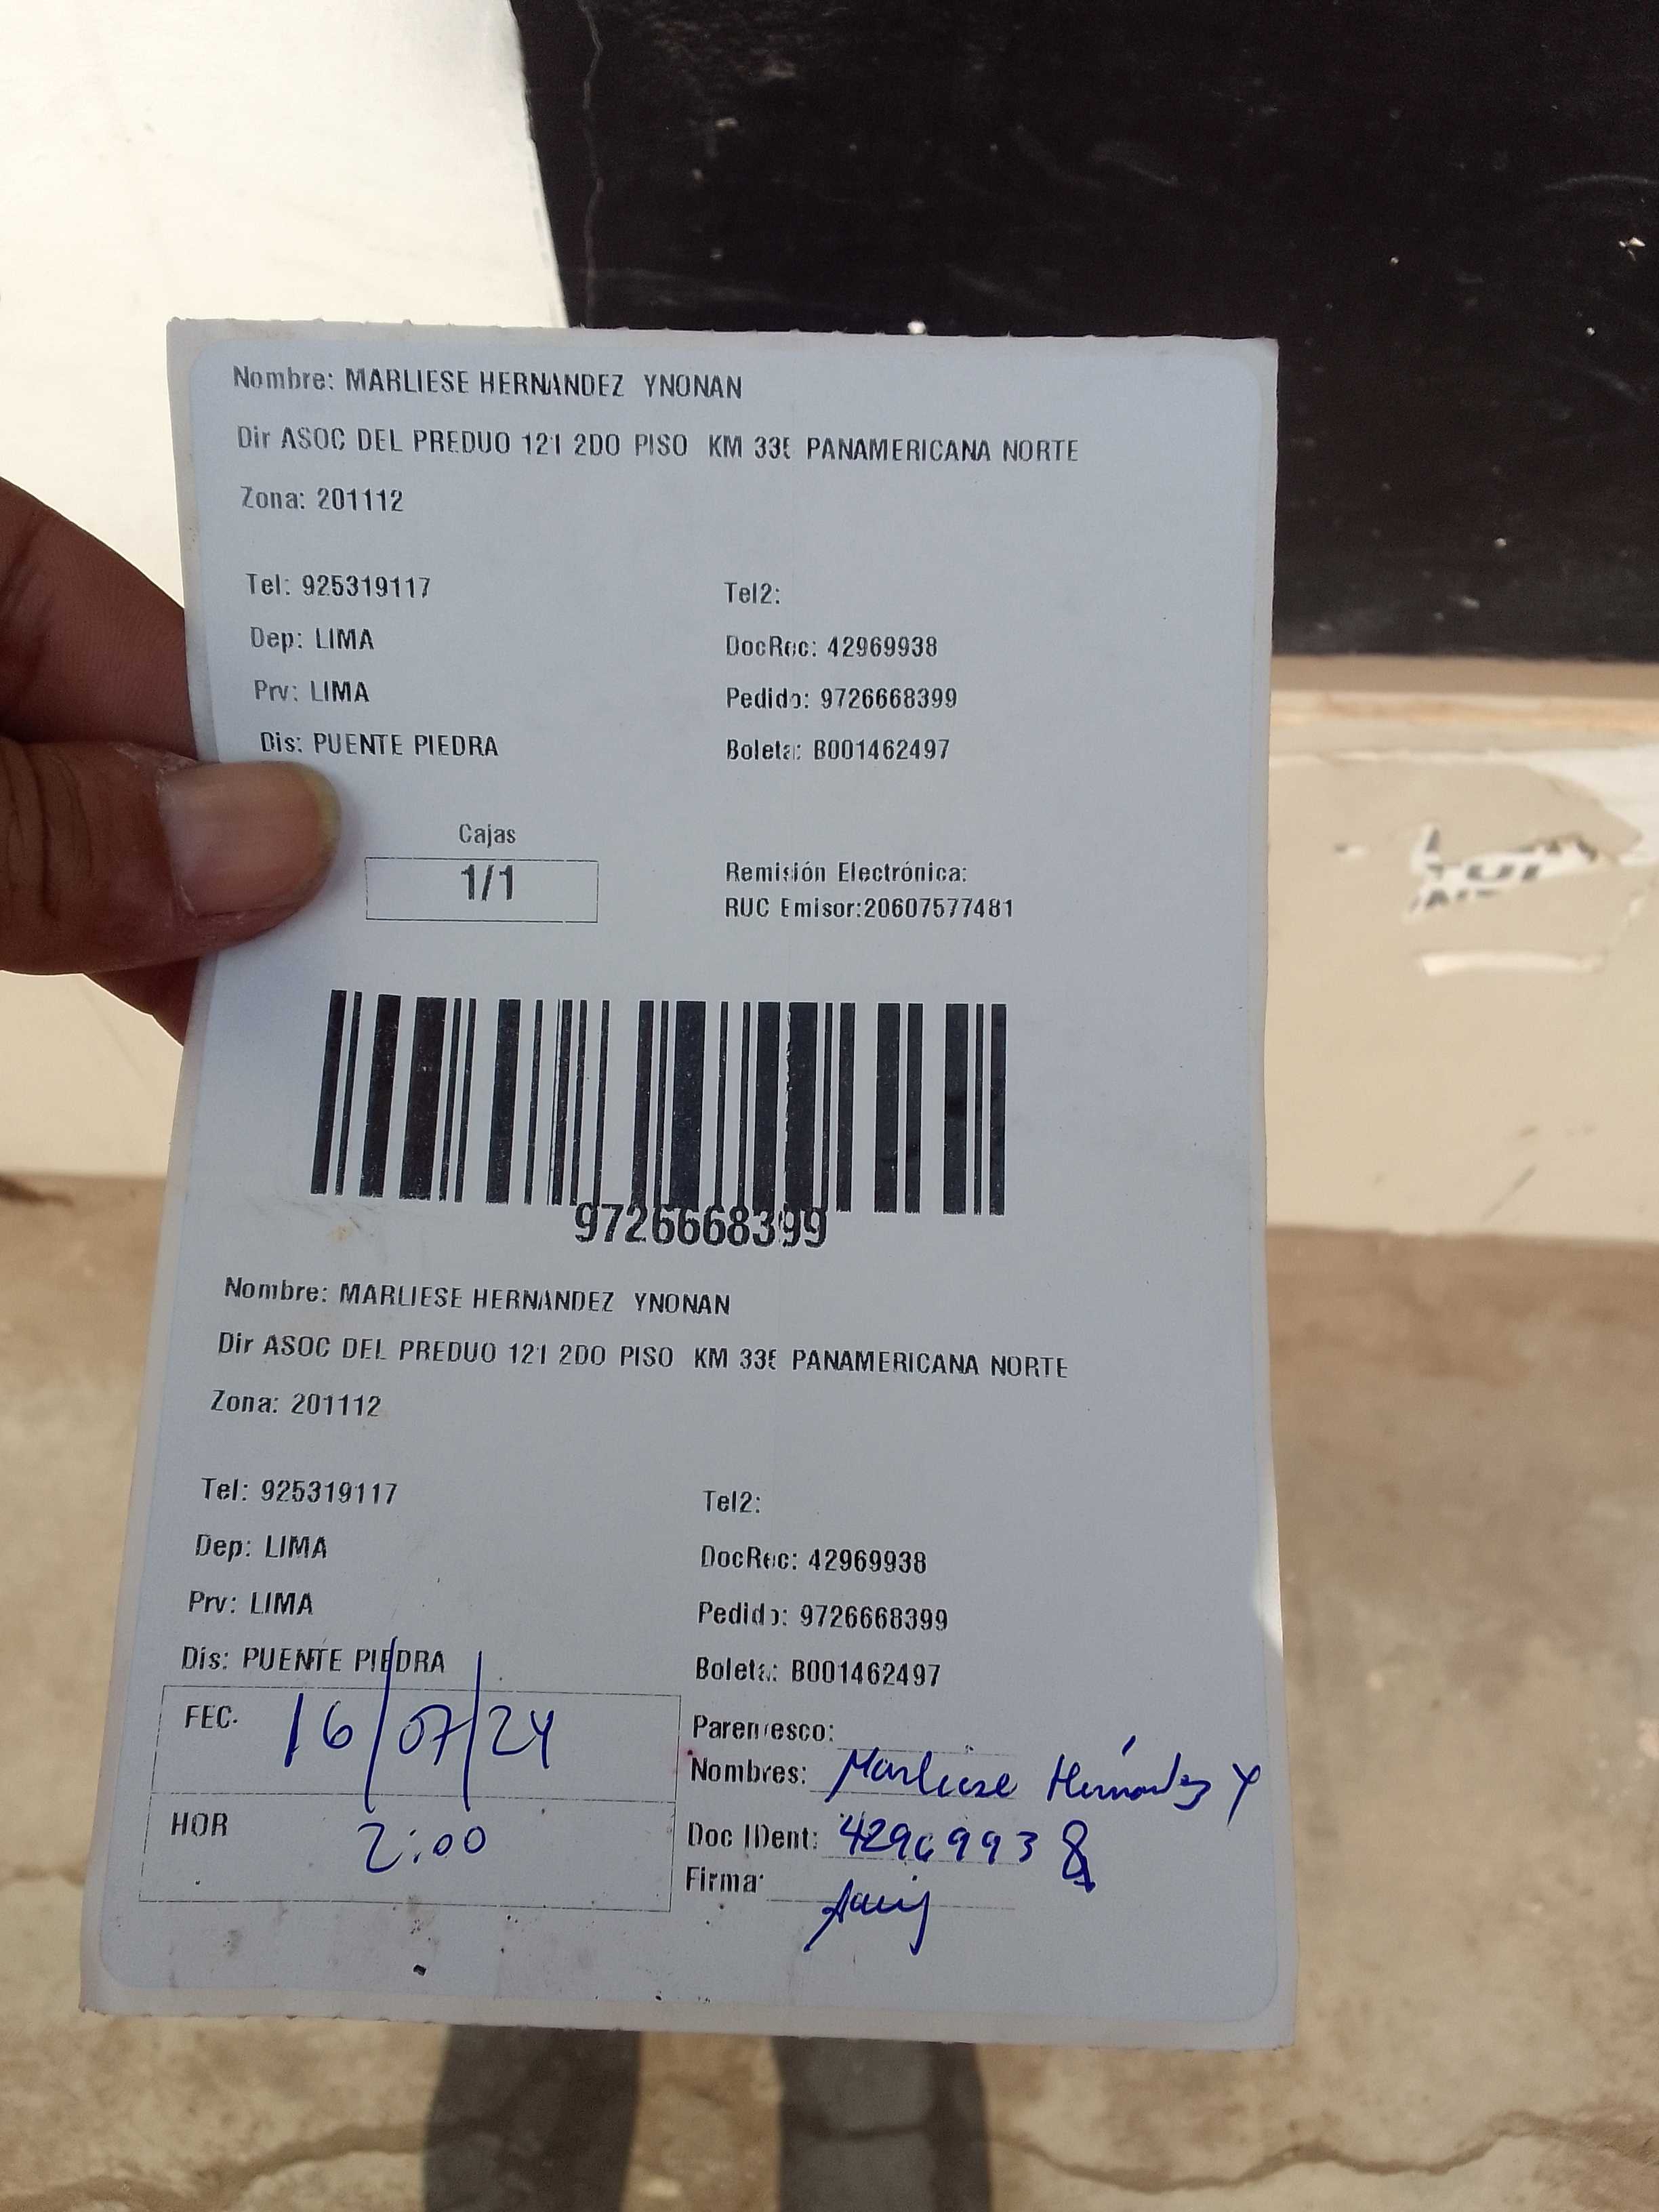 Nombre: MARLIESE HERNANDEZ YNONAN
Dir ASOC DEL PREDUO 121 2DO PISO KM 335 PANAMERICANA NORTE
Zona: 201112
Tel: 925319117 Tel2:
Dep: LIMA DocRec: 42969938
Prv: LIMA Pedido: 9726668399
Dis: PUENTE PIEDRA Boleta: B001462497
Cajas
1/1
Remisión Electrónica:
RUC Emisor:20607577481
9726668399
Nombre: MARLIESE HERNANDEZ YNONAN
Dir ASOC DEL PREDUO 121 2DO PISO KM 335 PANAMERICANA NORTE
Zona: 201112
Tel: 925319117 Tel2:
Dep: LIMA DocRec: 42969938
Prv: LIMA Pedido: 9726668399
Dis: PUENTE PIEDRA Boleta: B001462497
FEC. 16/07/24
Parentesco:
Nombres: Marliese Hernández Y
HOR 2:00
Doc IDent: 42969938
Firma: